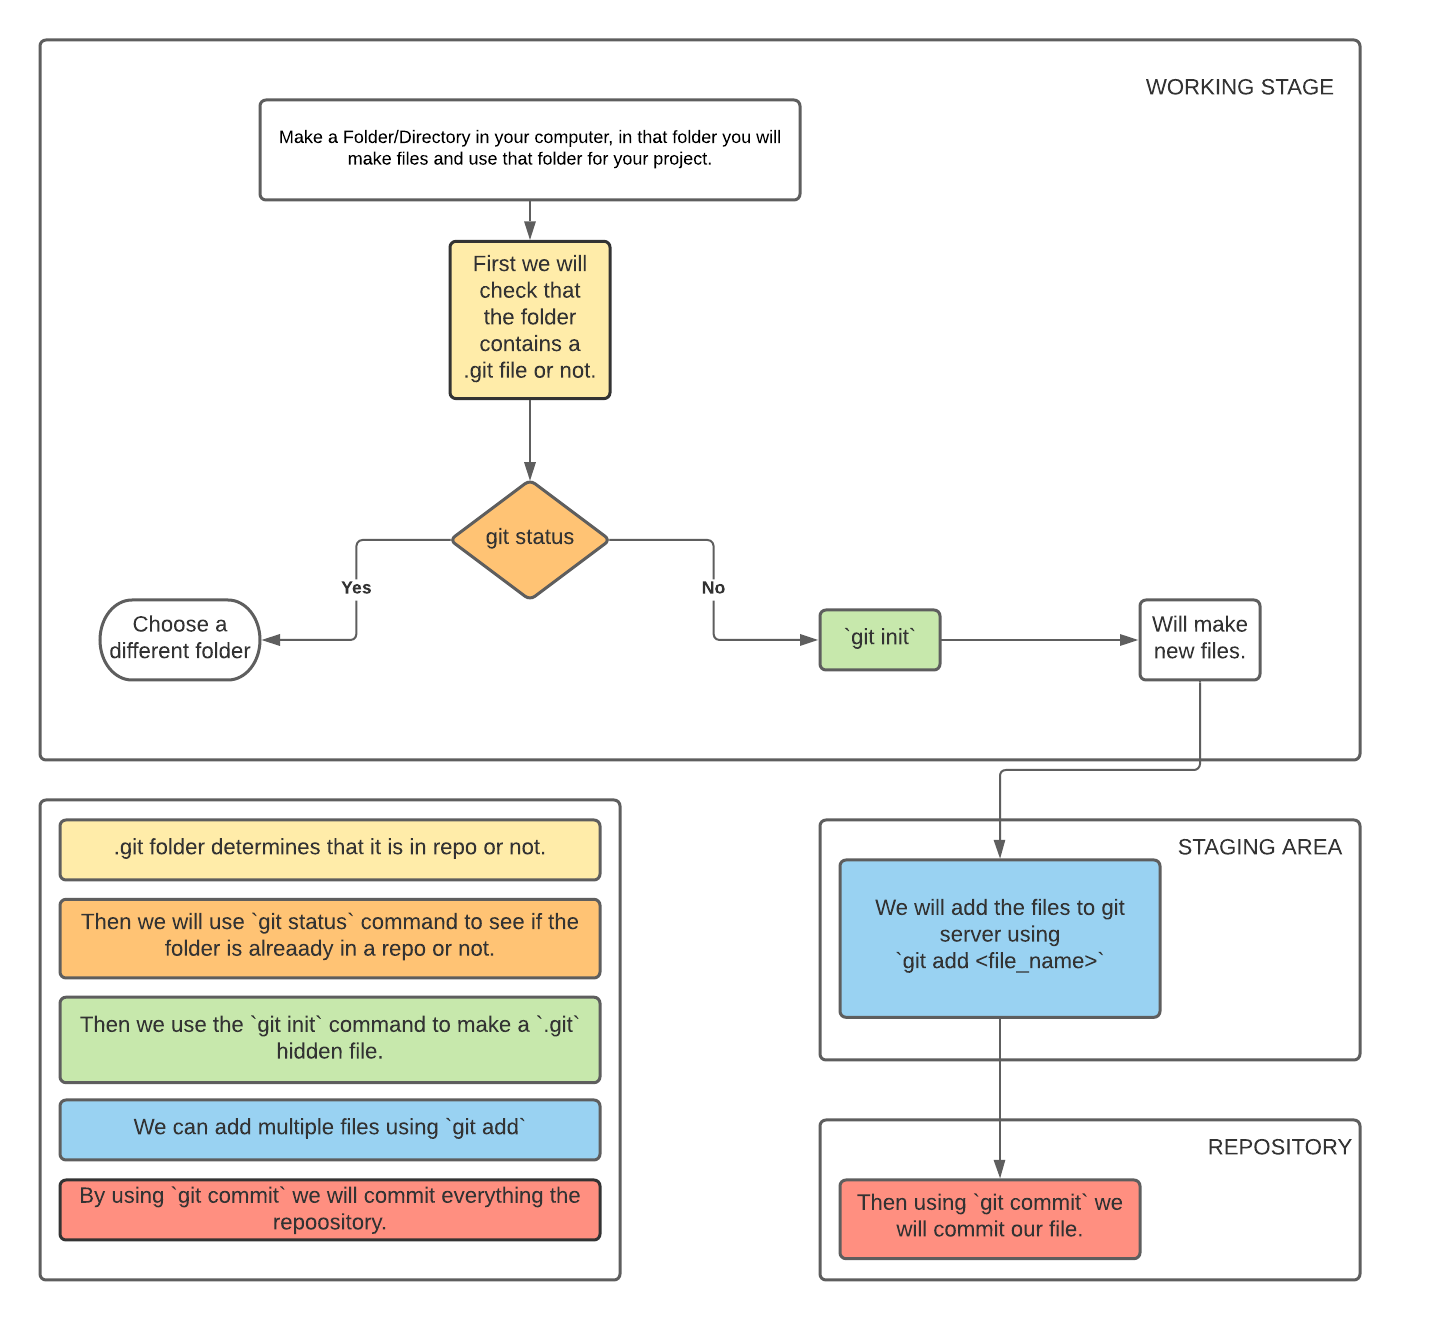 WORKING STAGE
Make a Folder/Directory in your computer, in that folder you will
make files and use that folder for your project.
First we will
check that
the folder
contains a
.git file or not.
git status
Yes
No
Choose a
different folder
`git init`
Will make
new files.
.git folder determines that it is in repo or not.
Then we will use `git status` command to see if the
folder is alreaady in a repo or not.
Then we use the `git init` command to make a `.git`
hidden file.
We can add multiple files using `git add`
By using `git commit` we will commit everything the
repoository.
STAGING AREA
We will add the files to git
server using
`git add <file_name>`
REPOSITORY
Then using `git commit` we
will commit our file.